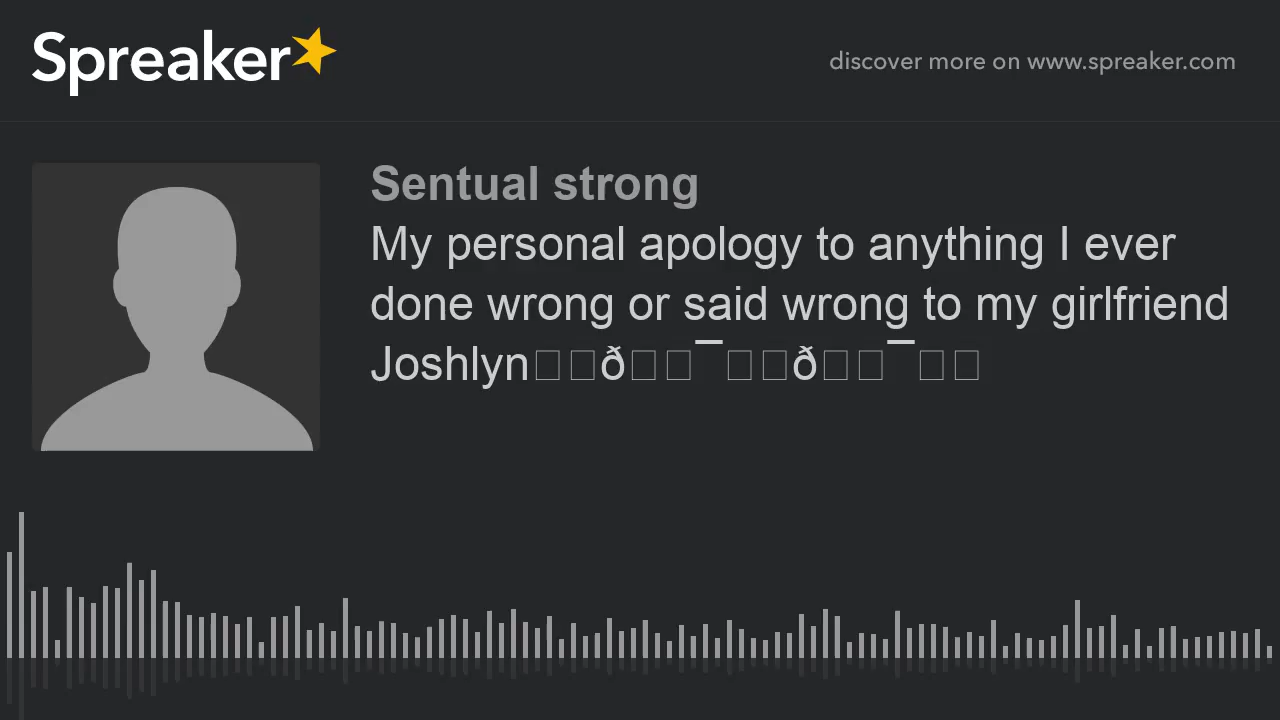 Spreaker
discover more on www.spreaker.com
Sentual strong
My personal apology to anything I ever
done wrong or said wrong to my girlfriend
Joshlyn□□ð□□¯□□ð□□¯□□